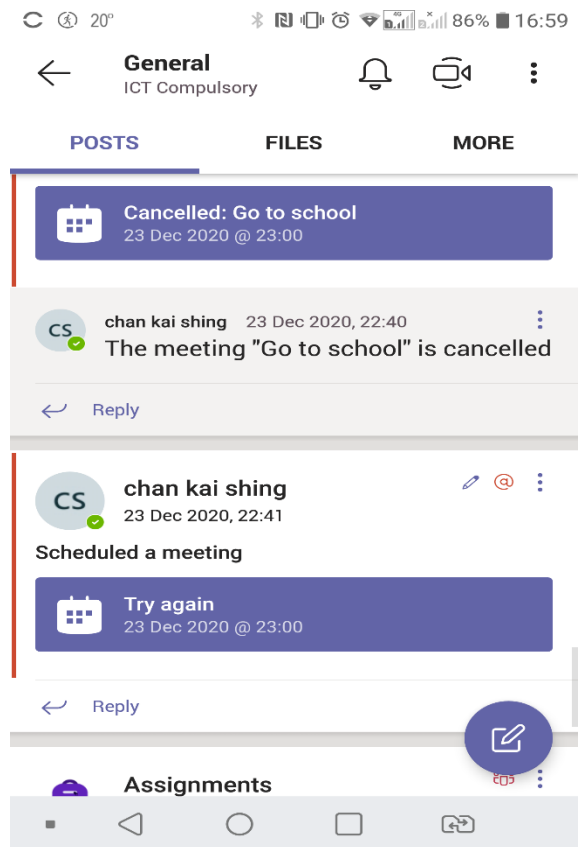 20° 86% 16:59
General
ICT Compulsory
POSTS FILES MORE
Cancelled: Go to school
23 Dec 2020 @ 23:00
CS chan kai shing 23 Dec 2020, 22:40
The meeting "Go to school" is cancelled
Reply
CS chan kai shing @
23 Dec 2020, 22:41
Scheduled a meeting
Try again
23 Dec 2020 @ 23:00
Reply
Assignments